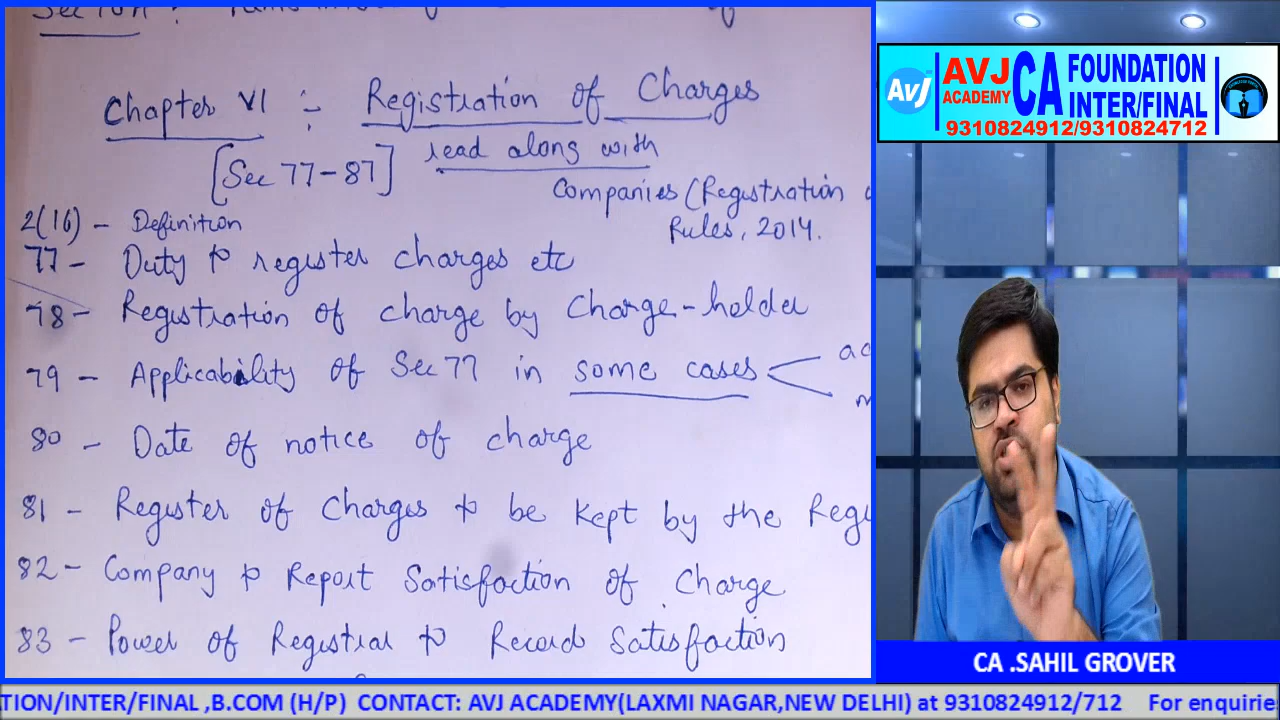 Chapter VI :- Registration of Charges
[Sec 77-87] read along with
Companies (Registration
Rules, 2014.
2(16) - Definition
77 - Duty to register charges etc
78 - Registration of charge by Charge-holder
79 - Applicability of Sec 77 in some cases
80 - Date of notice of charge
81 - Register of Charges to be kept by the
82 - Company to Report Satisfaction of Charge
83 - Power of Registrar to Record Satisfaction
AVJ
AVJ
ACADEMY
CA
FOUNDATION
INTER/FINAL
9310824912/9310824712
CA .SAHIL GROVER
TION/INTER/FINAL ,B.COM (H/P) CONTACT: AVJ ACADEMY(LAXMI NAGAR,NEW DELHI) at 9310824912/712 For enquirie